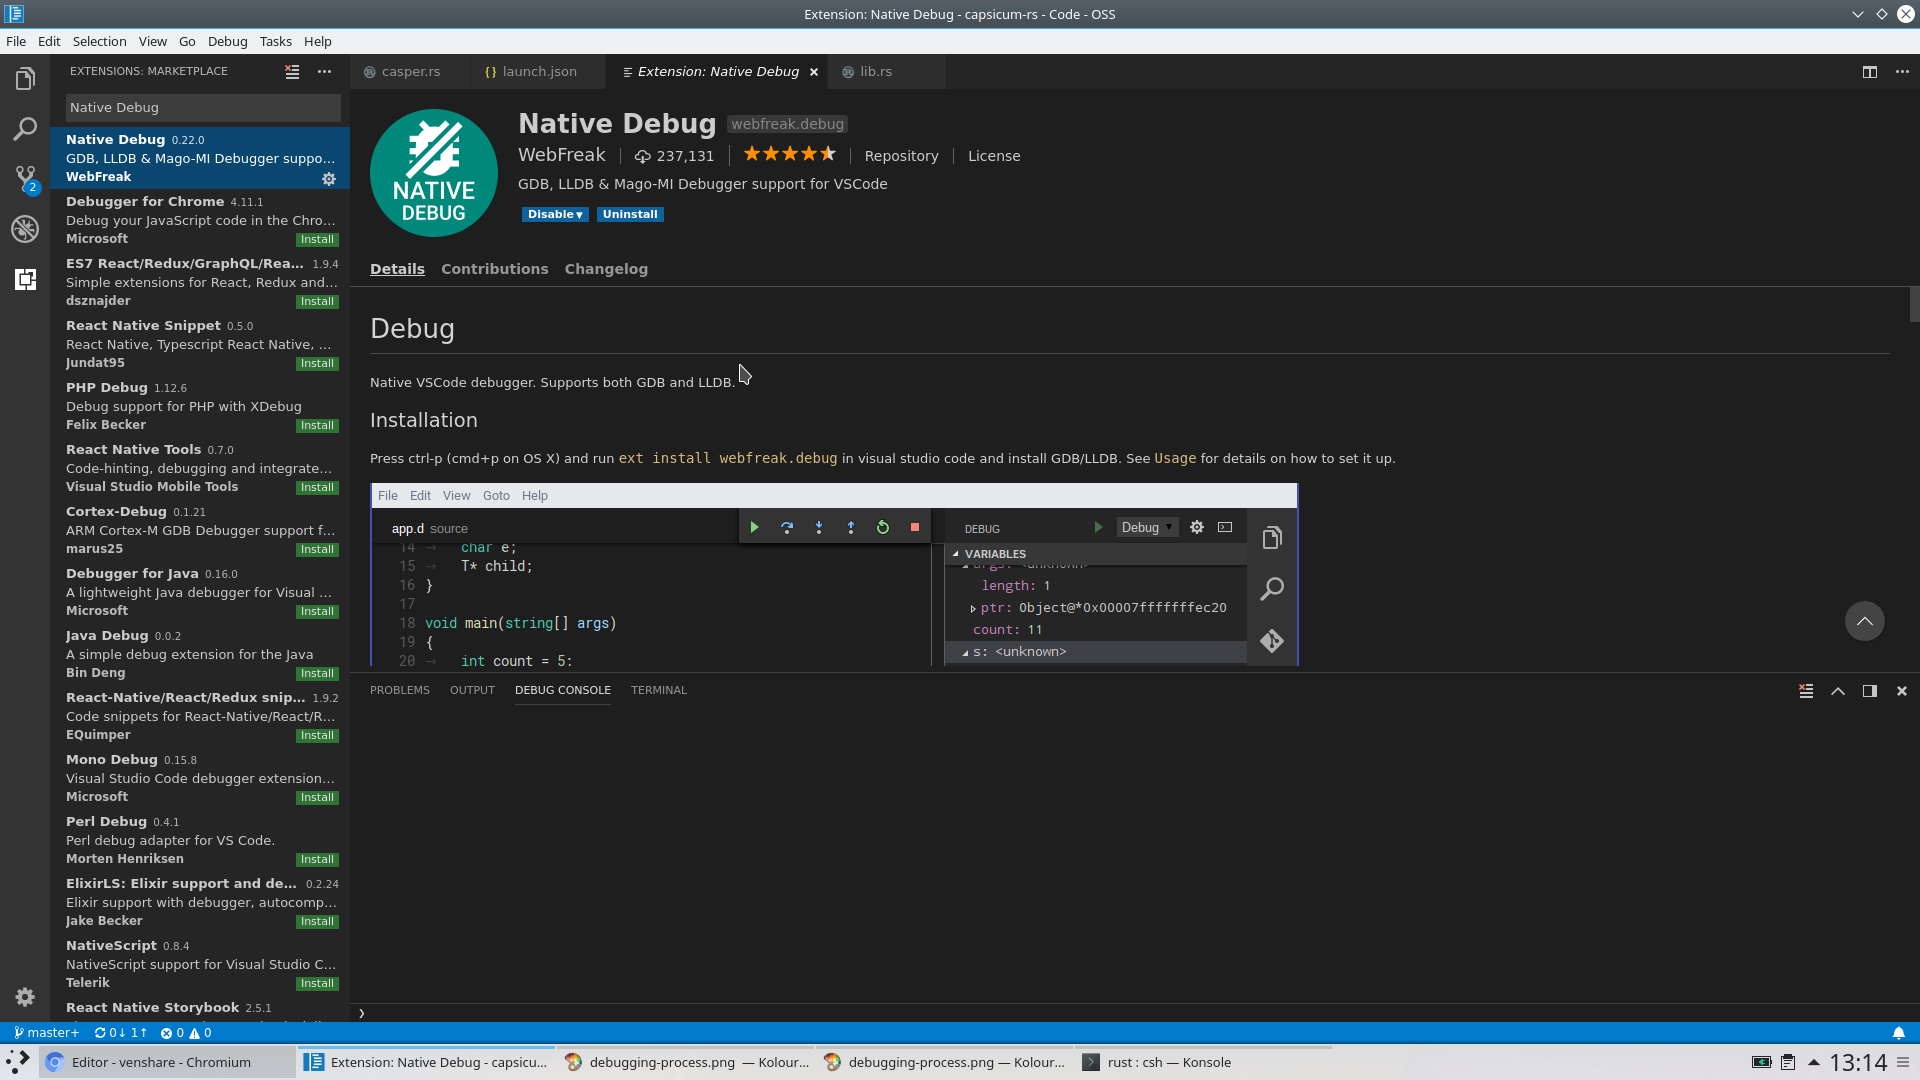 Extension: Native Debug - capsicum-rs - Code - OSS
File Edit Selection View Go Debug Tasks Help
EXTENSIONS: MARKETPLACE
Native Debug
Native Debug 0.22.0
GDB, LLDB & Mago-MI Debugger suppo...
WebFreak
Debugger for Chrome 4.11.1
Debug your JavaScript code in the Chro...
Microsoft Install
ES7 React/Redux/GraphQL/Rea... 1.9.4
Simple extensions for React, Redux and...
dsznajder Install
React Native Snippet 0.5.0
React Native, Typescript React Native, ...
Jundat95 Install
PHP Debug 1.12.6
Debug support for PHP with XDebug
Felix Becker Install
React Native Tools 0.7.0
Code-hinting, debugging and integrate...
Visual Studio Mobile Tools Install
Cortex-Debug 0.1.21
ARM Cortex-M GDB Debugger support f...
marus25 Install
Debugger for Java 0.16.0
A lightweight Java debugger for Visual ...
Microsoft Install
Java Debug 0.0.2
A simple debug extension for the Java
Bin Deng Install
React-Native/React/Redux snip... 1.9.2
Code snippets for React-Native/React/R...
EQuimper Install
Mono Debug 0.15.8
Visual Studio Code debugger extension...
Microsoft Install
Perl Debug 0.4.1
Perl debug adapter for VS Code.
Morten Henriksen Install
ElixirLS: Elixir support and de... 0.2.24
Elixir support with debugger, autocomp...
Jake Becker Install
NativeScript 0.8.4
NativeScript support for Visual Studio C...
Telerik Install
React Native Storybook 2.5.1
casper.rs {} launch.json Extension: Native Debug lib.rs
NATIVE
DEBUG
Native Debug webfreak.debug
WebFreak 237,131 Repository License
GDB, LLDB & Mago-MI Debugger support for VSCode
Disable Uninstall
Details Contributions Changelog
Debug
Native VSCode debugger. Supports both GDB and LLDB.
Installation
Press ctrl-p (cmd+p on OS X) and run ext install webfreak.debug in visual studio code and install GDB/LLDB. See Usage for details on how to set it up.
File Edit View Goto Help
app.d source
14 → char e;
15 → T* child;
16 }
17
18 void main(string[] args)
19 {
20 → int count = 5:
DEBUG Debug
VARIABLES
args: <unknown>
length: 1
ptr: Object@*0x00007fffffffec20
count: 11
s: <unknown>
PROBLEMS OUTPUT DEBUG CONSOLE TERMINAL
❯
master+ 0↓ 1↑ 0 0
2
Editor - venshare - Chromium Extension: Native Debug - capsicu... debugging-process.png — Kolour... debugging-process.png — Kolour... rust : csh — Konsole 13:14